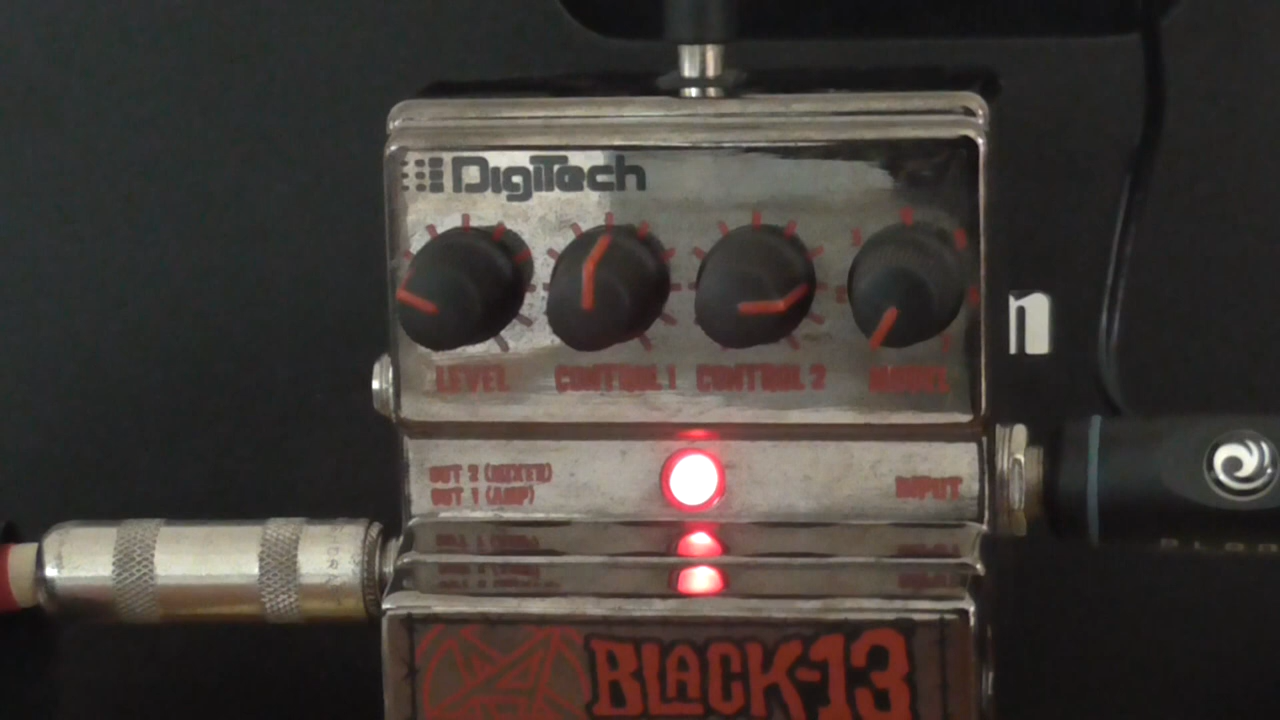 DigiTech
LEVEL CONTROL 1 CONTROL 2 MODEL
n
OUT 2 (MIXER)
OUT 1 (AMP)
INPUT
BLACK-13